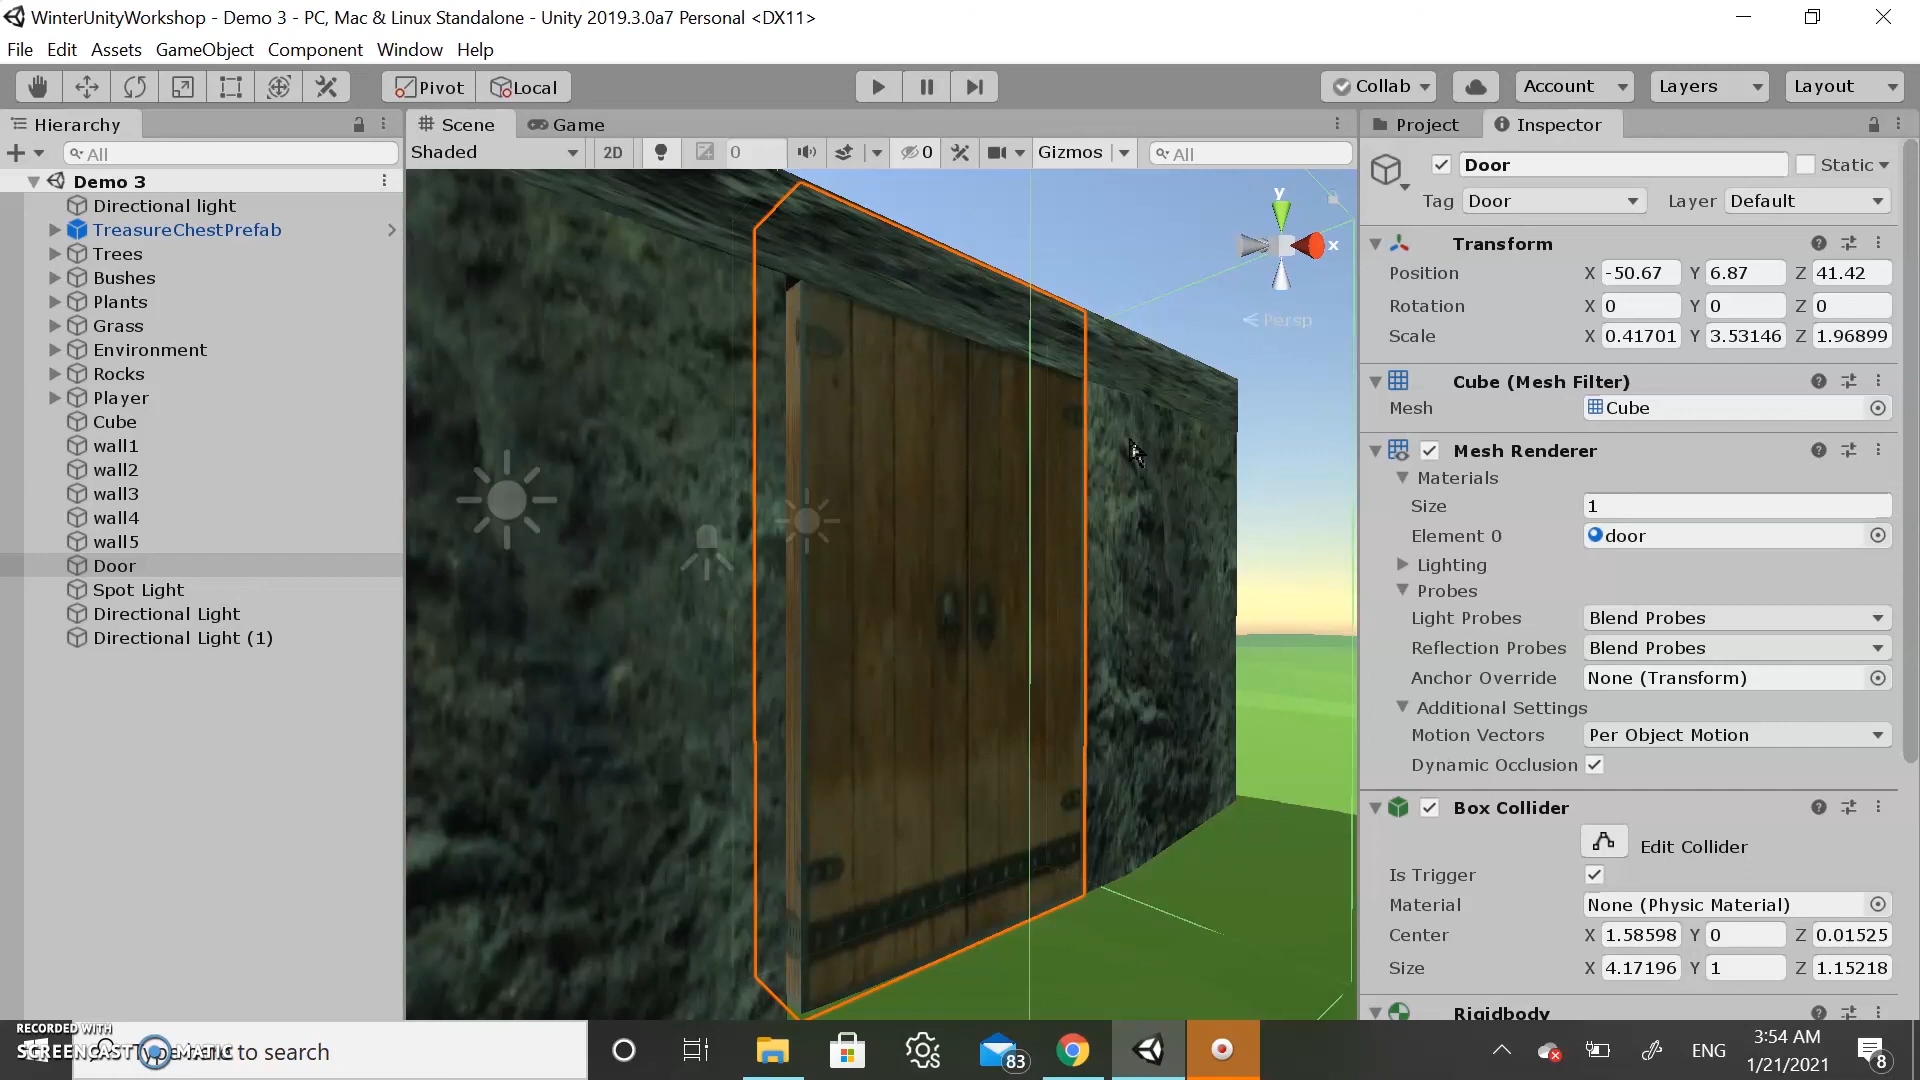 WinterUnityWorkshop - Demo 3 - PC, Mac & Linux Standalone - Unity 2019.3.0a7 Personal <DX11>
File Edit Assets GameObject Component Window Help
Pivot Local Collab Account Layers Layout
Hierarchy
All
Demo 3
Directional light
TreasureChestPrefab
Trees
Bushes
Plants
Grass
Environment
Rocks
Player
Cube
wall1
wall2
wall3
wall4
wall5
Door
Spot Light
Directional Light
Directional Light (1)
Scene Game
Shaded 2D 0 0 Gizmos All
y
x
Persp
Project Inspector
Door Static
Tag Door Layer Default
Transform
Position X -50.67 Y 6.87 Z 41.42
Rotation X 0 Y 0 Z 0
Scale X 0.41701 Y 3.53146 Z 1.96899
Cube (Mesh Filter)
Mesh Cube
Mesh Renderer
Materials
Size 1
Element 0 door
Lighting
Probes
Light Probes Blend Probes
Reflection Probes Blend Probes
Anchor Override None (Transform)
Additional Settings
Motion Vectors Per Object Motion
Dynamic Occlusion
Box Collider
Edit Collider
Is Trigger
Material None (Physic Material)
Center X 1.58598 Y 0 Z 0.01525
Size X 4.17196 Y 1 Z 1.15218
Rigidbody
RECORDED WITH
SCREENCAST MATIC
to search
83
ENG
3:54 AM
1/21/2021
8